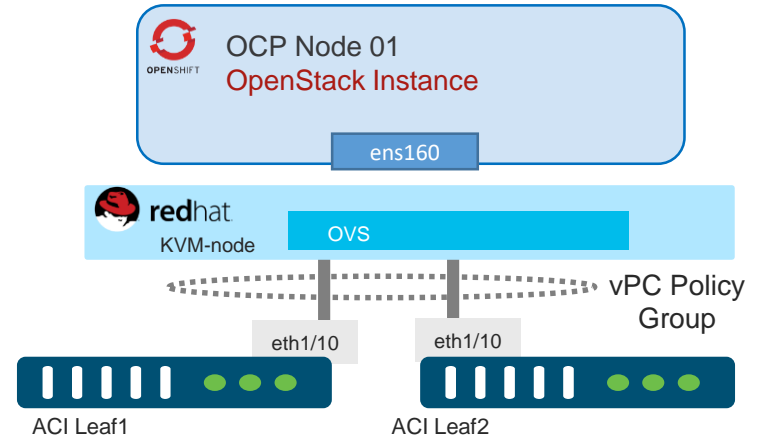 OPENSHIFT
OCP Node 01
OpenStack Instance
ens160
redhat.
KVM-node
OVS
vPC Policy
Group
eth1/10
eth1/10
ACI Leaf1
ACI Leaf2